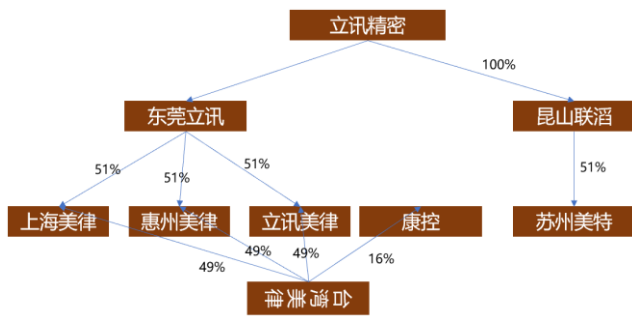 立讯精密
100%
东莞立讯
昆山联滔
51%
51%
51%
51%
上海美律
惠州美律
立讯美律
康控
苏州美特
49%
49%
49%
16%
台湾美律